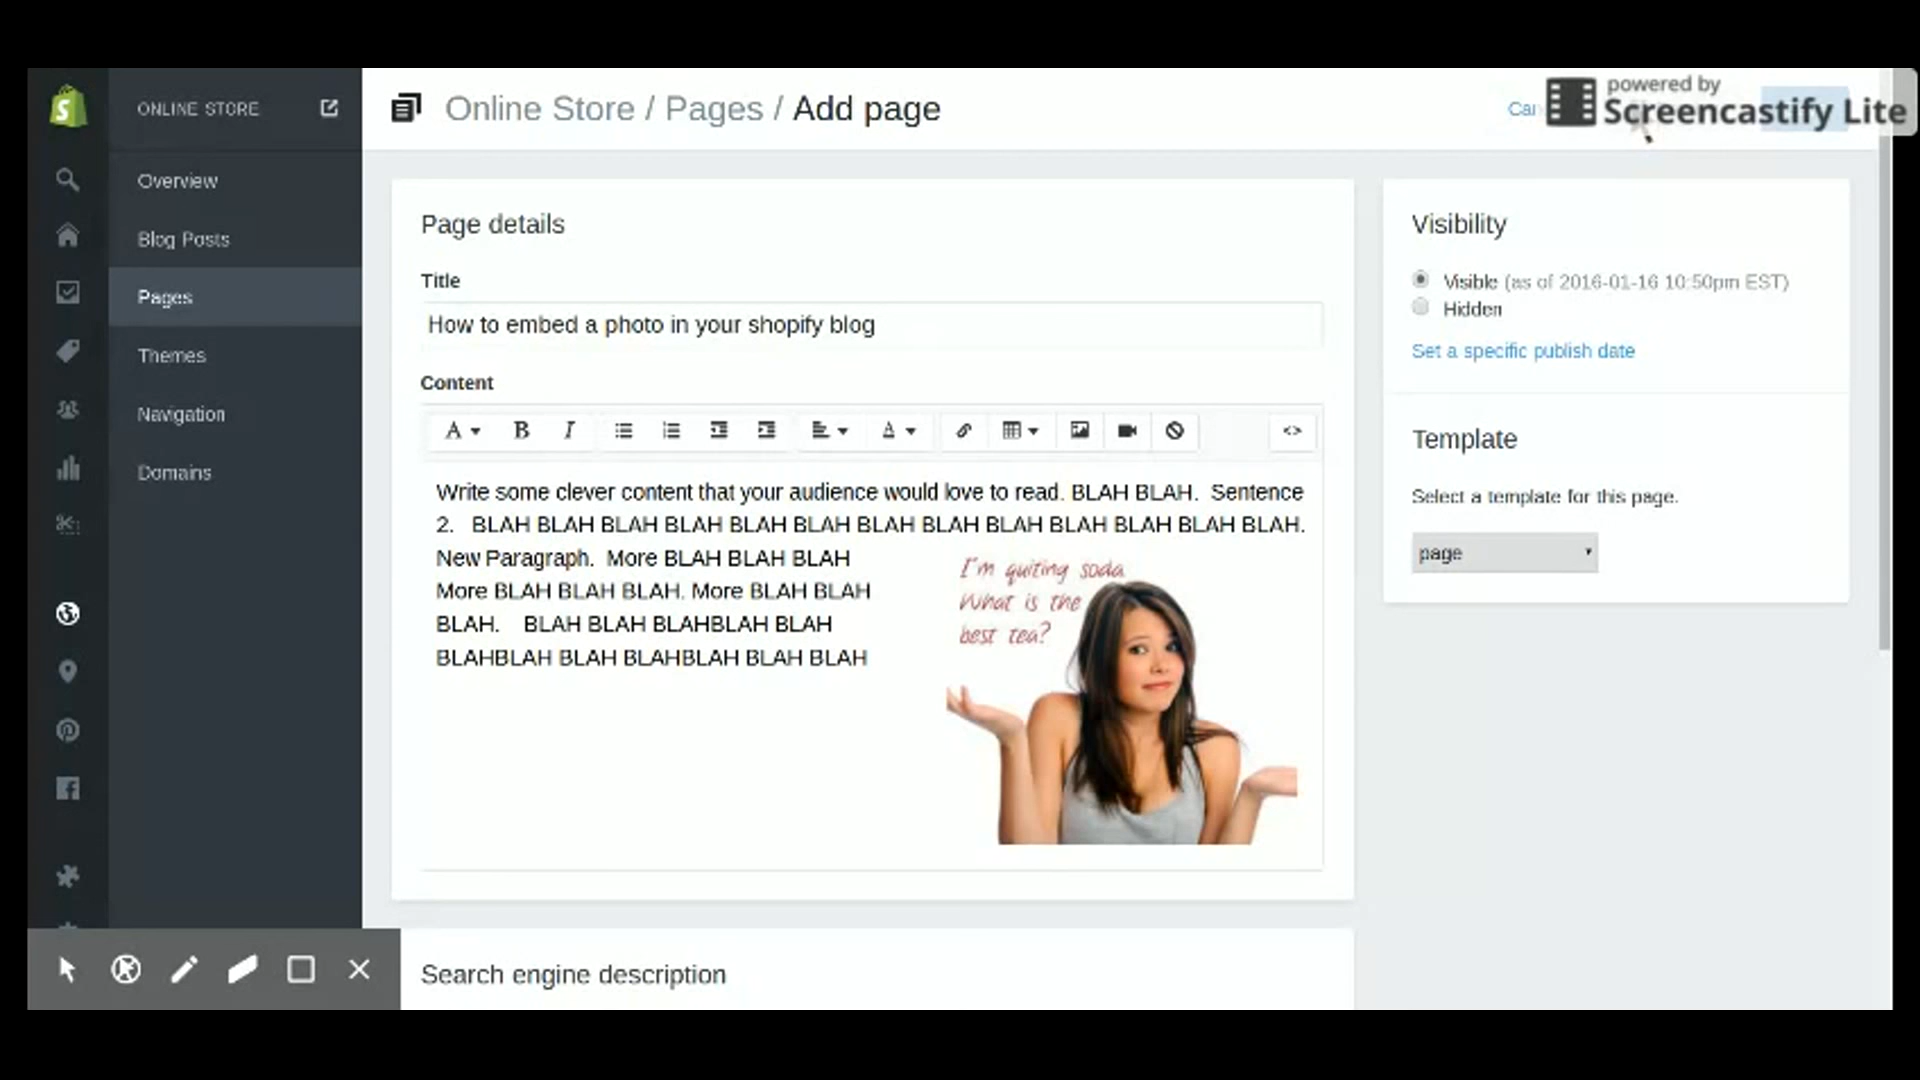 powered by
Screencastify Lite
ONLINE STORE
Online Store / Pages / Add page
Overview
Blog Posts
Pages
Themes
Navigation
Domains
Page details
Title
How to embed a photo in your shopify blog
Content
A B I
A
<>
Write some clever content that your audience would love to read. BLAH BLAH. Sentence
2. BLAH BLAH BLAH BLAH BLAH BLAH BLAH BLAH BLAH BLAH BLAH BLAH BLAH.
New Paragraph. More BLAH BLAH BLAH
More BLAH BLAH BLAH. More BLAH BLAH
BLAH. BLAH BLAH BLAHBLAH BLAH
BLAHBLAH BLAH BLAHBLAH BLAH BLAH
I'm quiting soda
What is the
best tea?
Visibility
Visible (as of 2016-01-16 10:50pm EST)
Hidden
Set a specific publish date
Template
Select a template for this page.
page
Search engine description